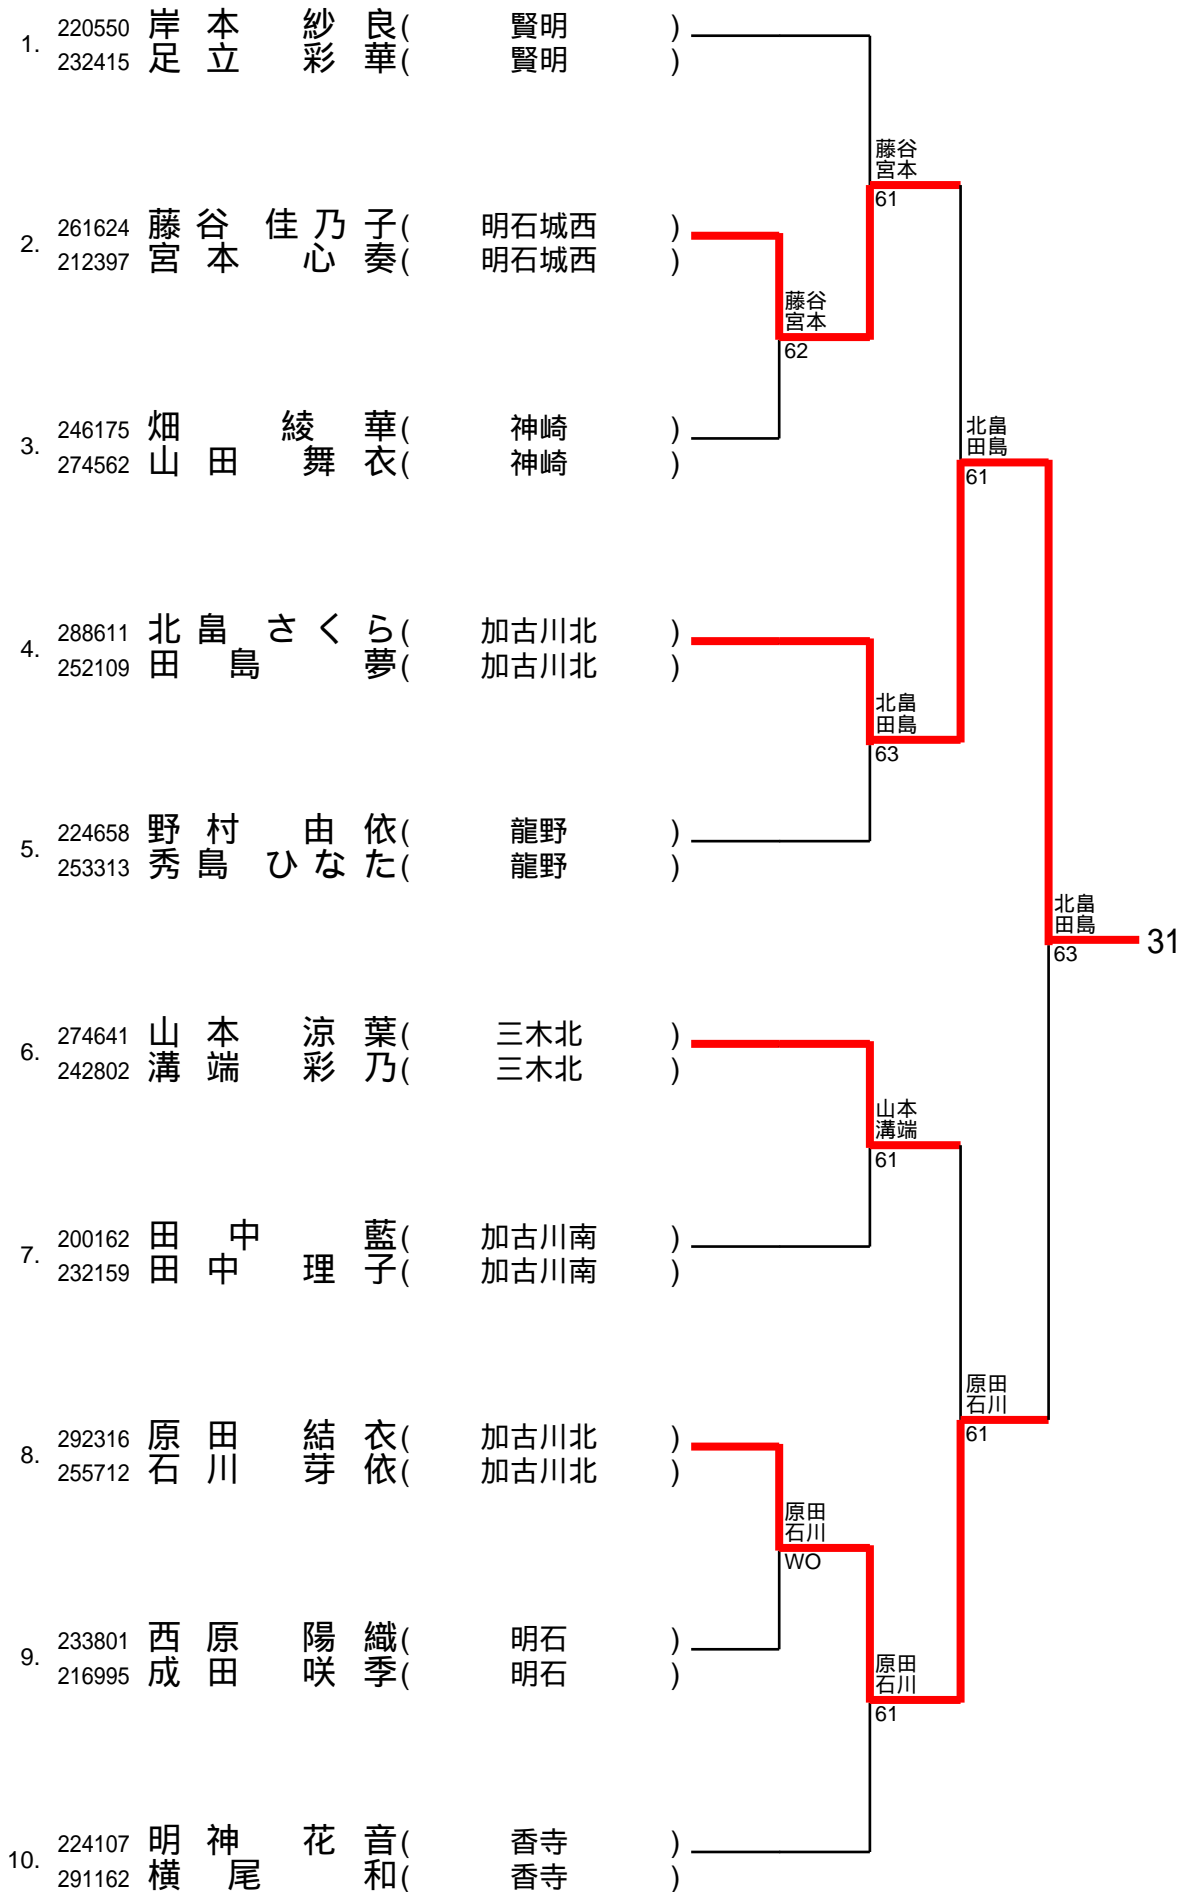 1. 220550 岸本 紗良( 賢明 )
232415 足立 彩華( 賢明 )
藤谷
宮本
61
2. 261624 藤谷 佳乃子( 明石城西 )
212397 宮本 心奏( 明石城西 )
藤谷
宮本
62
3. 246175 畑 綾華( 神崎 )
274562 山田 舞衣( 神崎 )
北畠
田島
61
4. 288611 北畠 さくら( 加古川北 )
252109 田島 夢( 加古川北 )
北畠
田島
63
5. 224658 野村 由依( 龍野 )
253313 秀島 ひなた( 龍野 )
北畠
田島
63
31
6. 274641 山本 涼葉( 三木北 )
242802 溝端 彩乃( 三木北 )
山本
溝端
61
7. 200162 田中 藍( 加古川南 )
232159 田中 理子( 加古川南 )
原田
石川
61
8. 292316 原田 結衣( 加古川北 )
255712 石川 芽依( 加古川北 )
原田
石川
WO
9. 233801 西原 陽織( 明石 )
216995 成田 咲季( 明石 )
原田
石川
61
10. 224107 明神 花音( 香寺 )
291162 横尾 和( 香寺 )